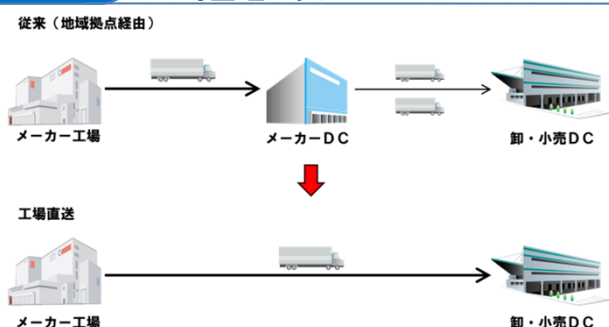 従来（地域拠点経由）
メーカー工場
メーカーＤＣ
卸・小売ＤＣ
工場直送
メーカー工場
卸・小売ＤＣ